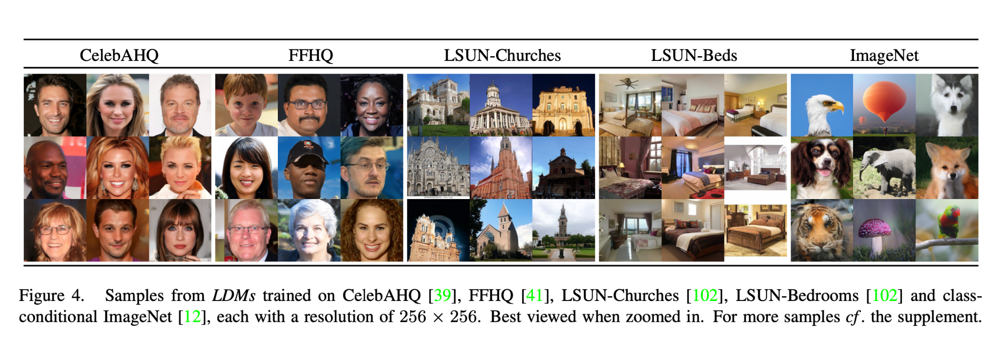 CelebAHQ FFHQ LSUN-Churches LSUN-Beds ImageNet
Figure 4. Samples from LDMs trained on CelebAHQ [39], FFHQ [41], LSUN-Churches [102], LSUN-Bedrooms [102] and class-
conditional ImageNet [12], each with a resolution of 256 × 256. Best viewed when zoomed in. For more samples cf. the supplement.